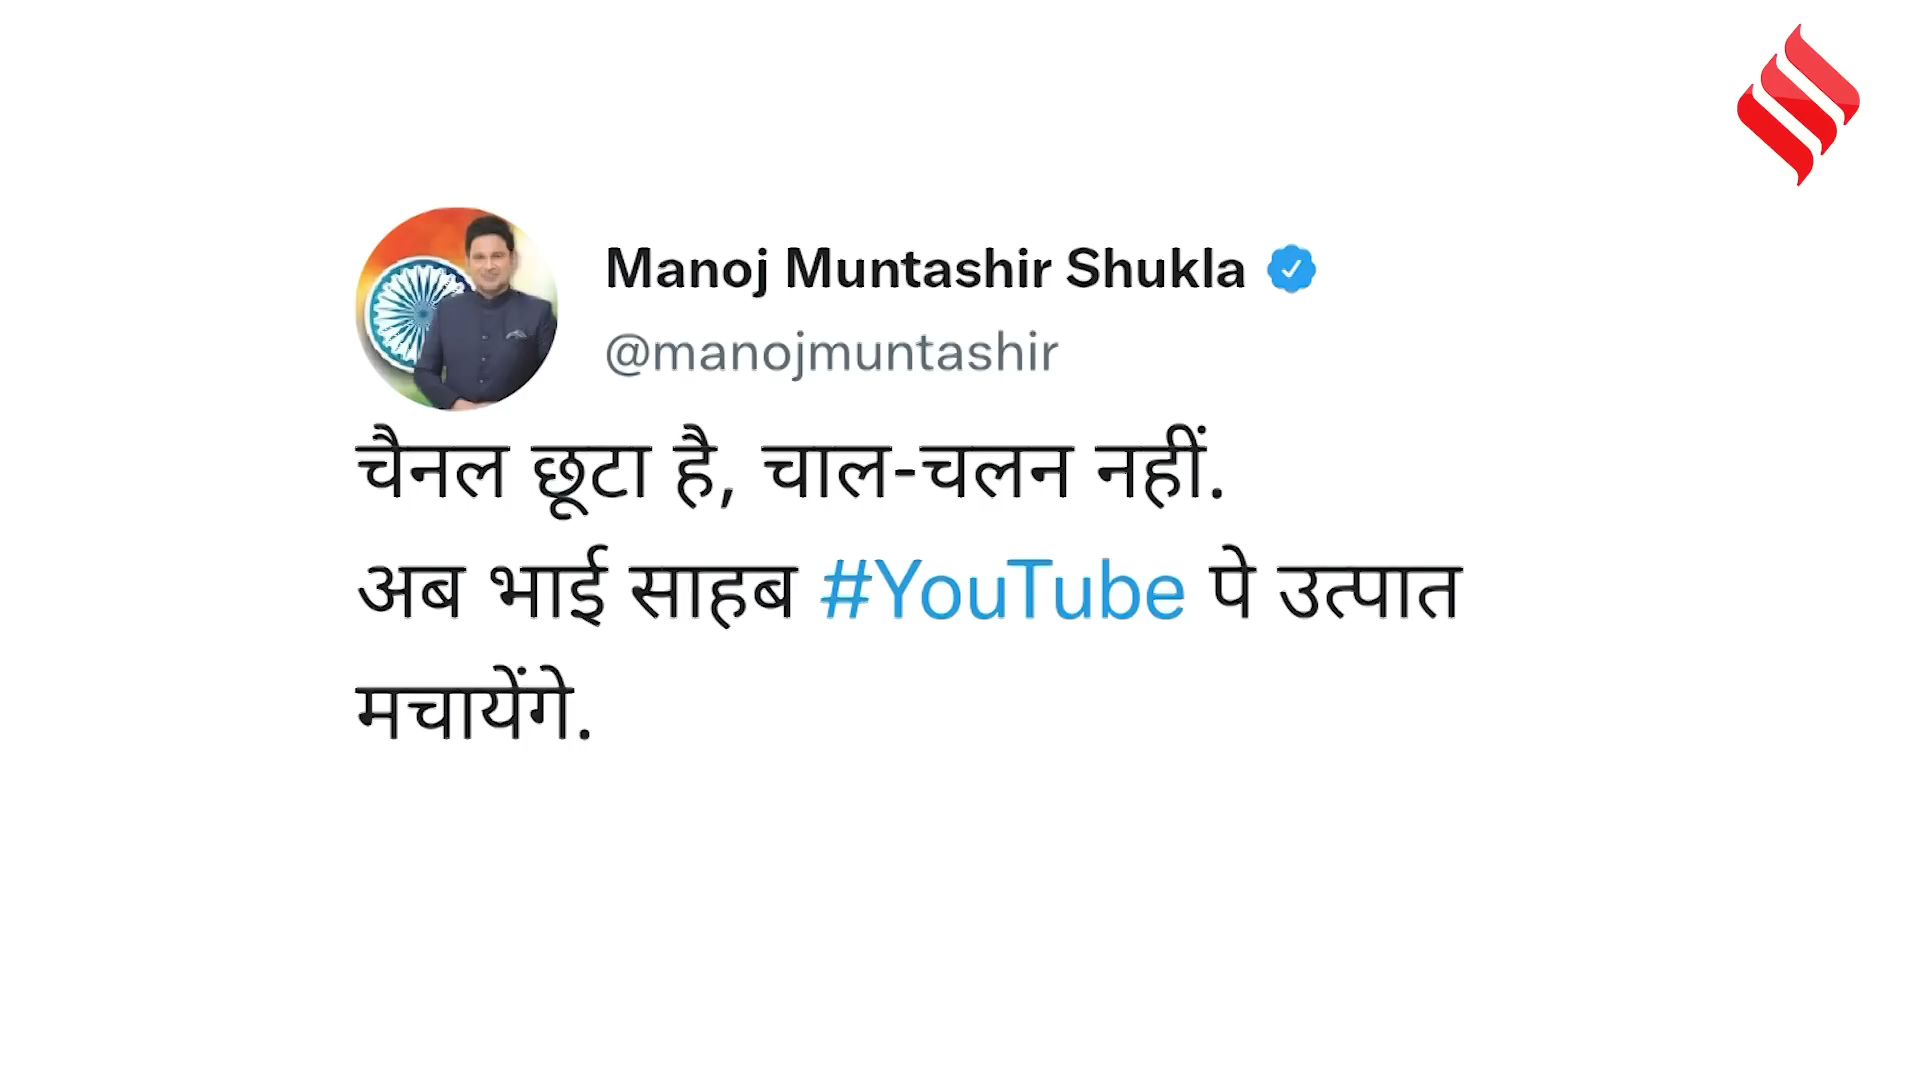 Manoj Muntashir Shukla
@manojmuntashir
चैनल छूटा है, चाल-चलन नहीं.
अब भाई साहब #YouTube पे उत्पात
मचायेंगे.